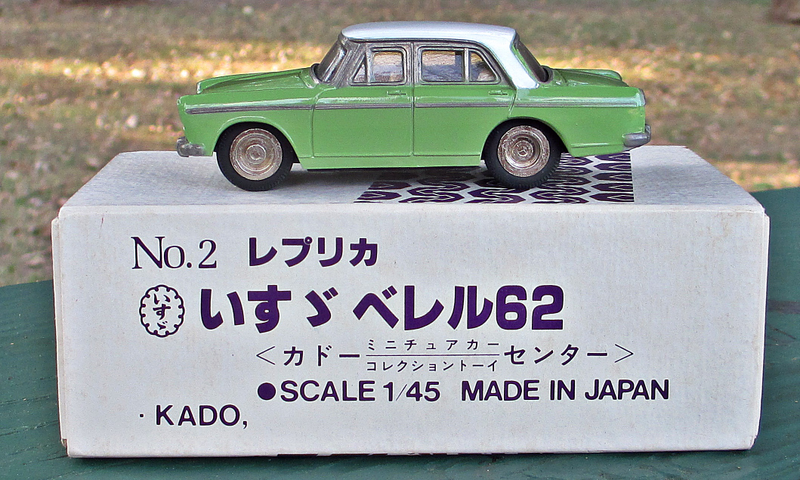 No.2 レプリカ
いすゞ いすゞ ベレル62
<カドー ミニチュアカー コレクショントーイ センター>
●SCALE 1/45 MADE IN JAPAN
· KADO,